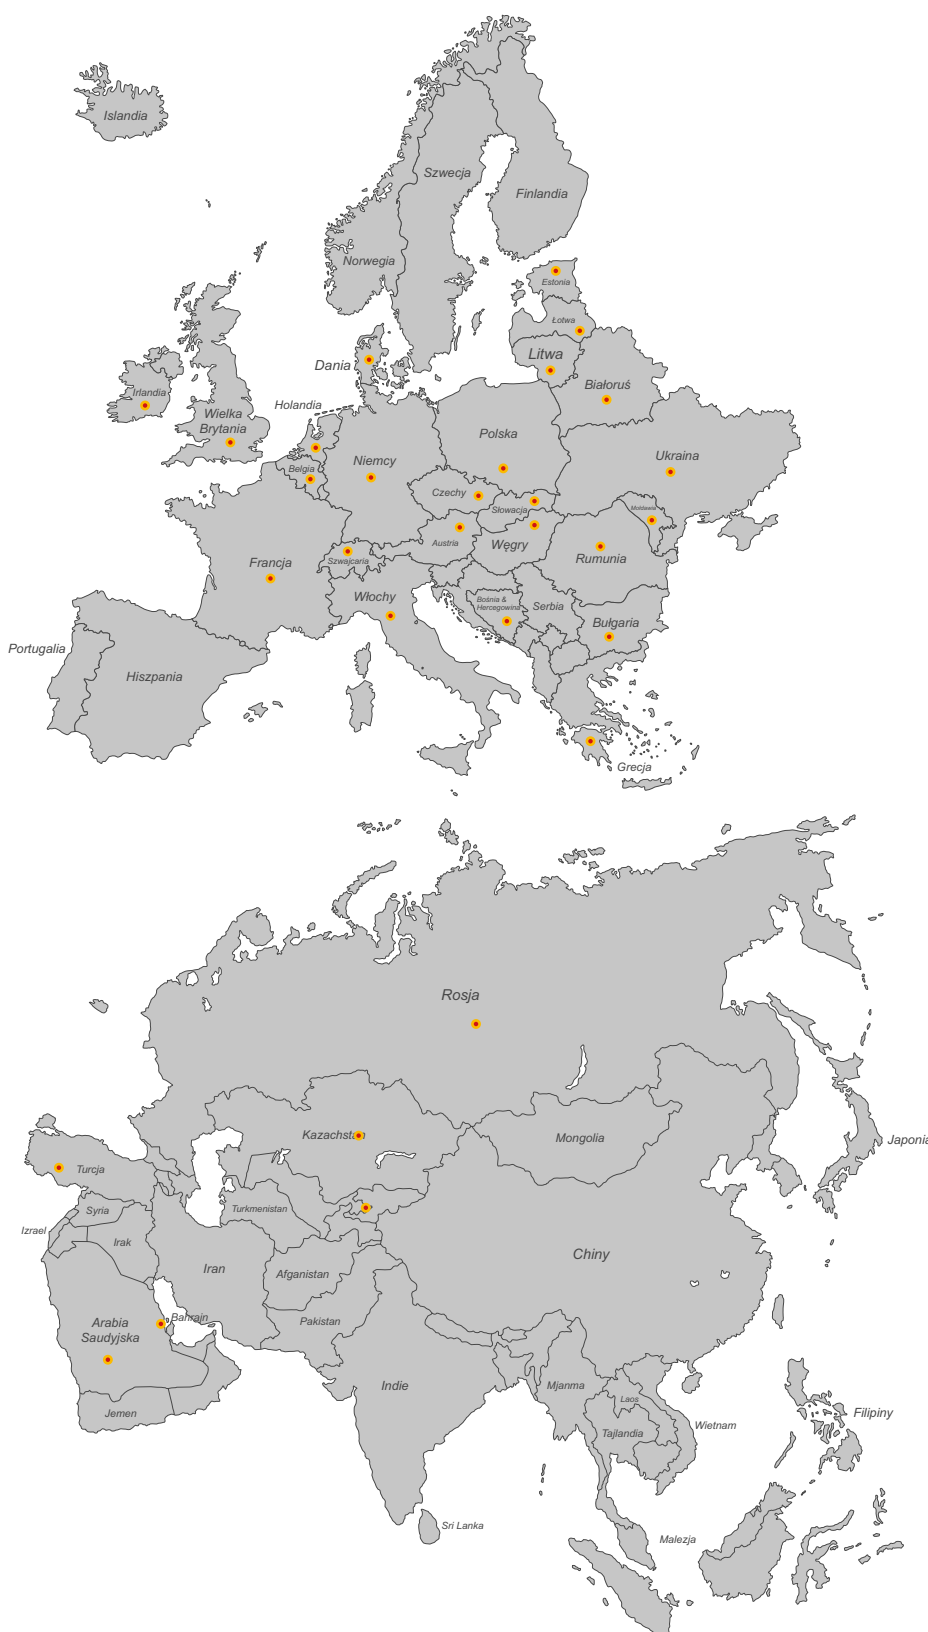 Islandia
Szwecja
Finlandia
Norwegia
Estonia
Łotwa
Litwa
Dania
Białoruś
Irlandia
Holandia
Wielka
Brytania
Polska
Ukraina
Niemcy
Belgia
Czechy
Słowacja
Mołdawia
Austria
Węgry
Francja
Szwajcaria
Rumunia
Włochy
Bośnia &
Hercegowina
Serbia
Bułgaria
Portugalia
Hiszpania
Grecja
Rosja
Kazachstan
Mongolia
Japonia
Turcja
Syria
Turkmenistan
Izrael
Irak
Iran
Afganistan
Chiny
Arabia
Saudyjska
Bahrajn
Pakistan
Indie
Mjanma
Laos
Jemen
Tajlandia
Wietnam
Filipiny
Sri Lanka
Malezja